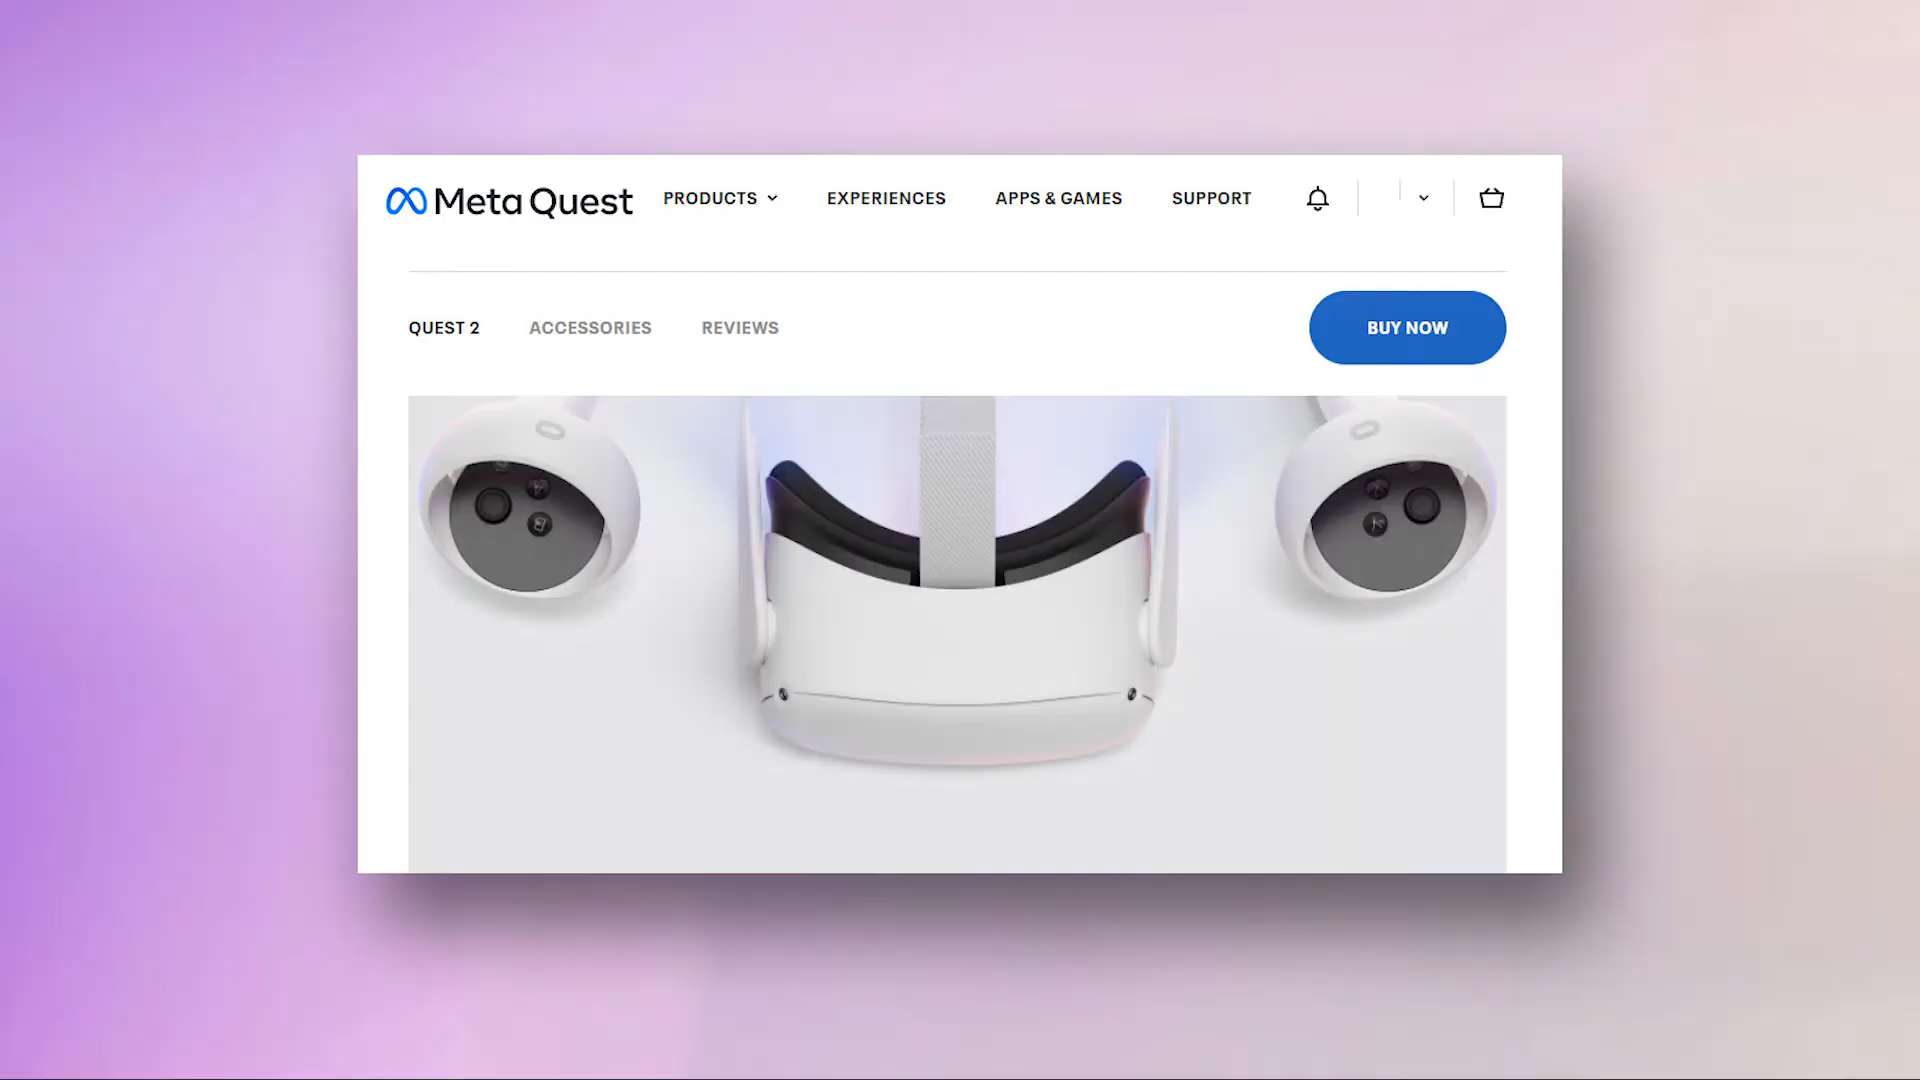 Meta Quest PRODUCTS EXPERIENCES APPS & GAMES SUPPORT
QUEST 2 ACCESSORIES REVIEWS BUY NOW